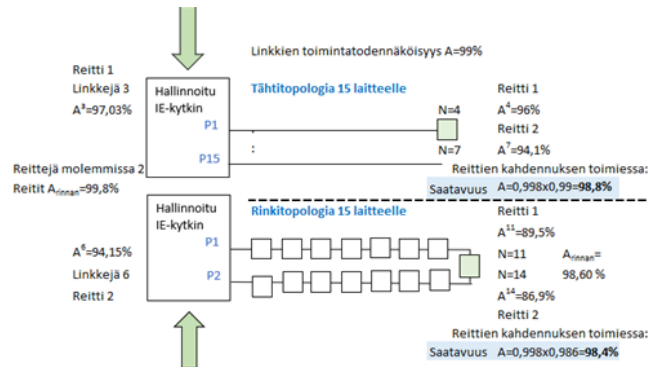 Linkkien toimintatodennäköisyys A=99%
Reitti 1
Linkkejä 3
A³=97,03%
Hallinnoitu
IE-kytkin
P1
P15
Tähtitopologia 15 laitteelle
N=4
:
:
N=7
Reitti 1
A⁴=96%
Reitti 2
A⁷=94,1%
Reittejä molemmissa 2
Reitit Arinnan=99,8%
Reittien kahdennuksen toimiessa:
Saatavuus A=0,998x0,99=98,8%
Hallinnoitu
IE-kytkin
P1
P2
Rinkitopologia 15 laitteelle
A⁶=94,15%
Linkkejä 6
Reitti 2
Reitti 1
A¹¹=89,5%
N=11 Arinnan=
N=14 98,60 %
A¹⁴=86,9%
Reitti 2
Reittien kahdennuksen toimiessa:
Saatavuus A=0,998x0,986=98,4%